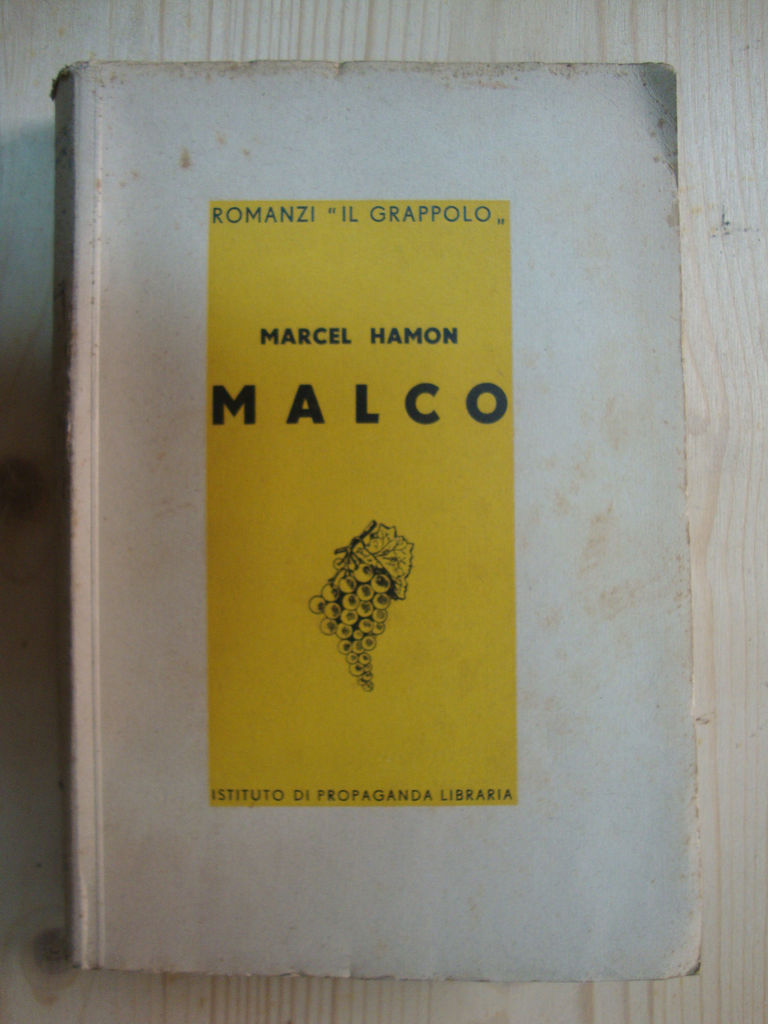 ROMANZI "IL GRAPPOLO„
MARCEL HAMON
MALCO
ISTITUTO DI PROPAGANDA LIBRARIA